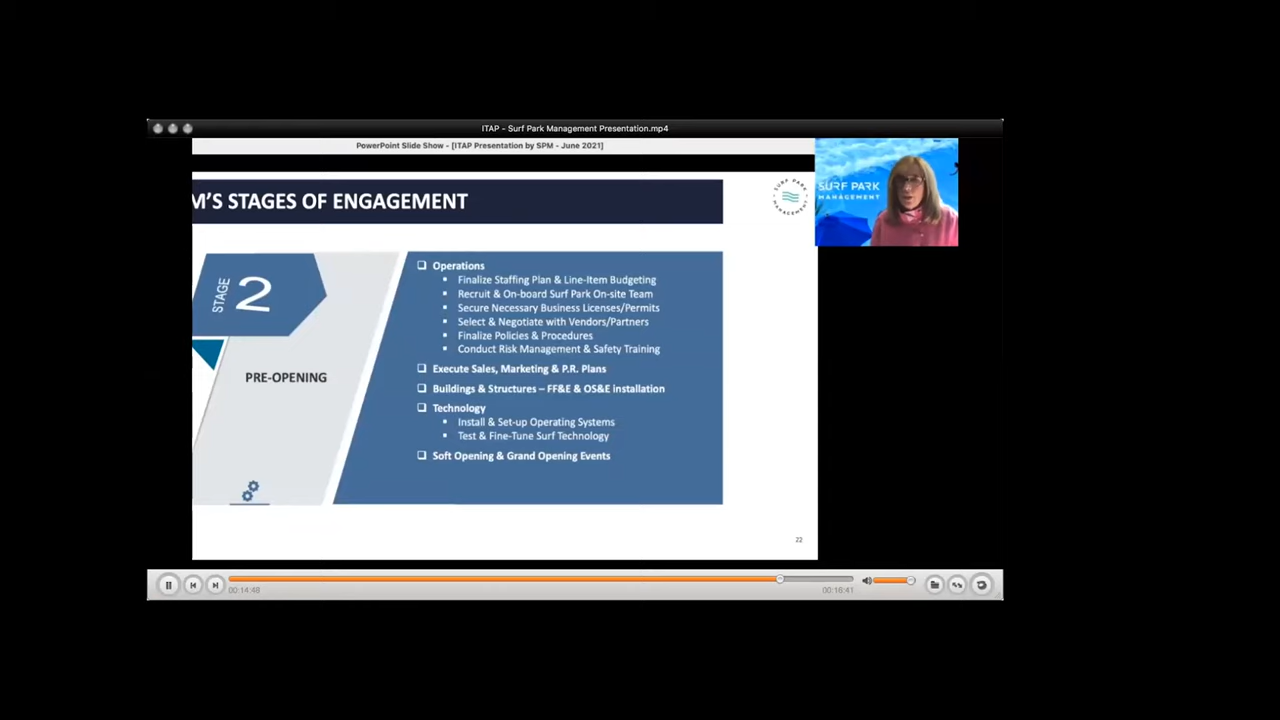 ITAP - Surf Park Management Presentation.mp4
PowerPoint Slide Show - [ITAP Presentation by SPM - June 2021]
M'S STAGES OF ENGAGEMENT
SURF PARK
MANAGEMENT
SURF PARK
MANAGEMENT
STAGE 2
PRE-OPENING
Operations
Finalize Staffing Plan & Line-Item Budgeting
Recruit & On-board Surf Park On-site Team
Secure Necessary Business Licenses/Permits
Select & Negotiate with Vendors/Partners
Finalize Policies & Procedures
Conduct Risk Management & Safety Training
Execute Sales, Marketing & P.R. Plans
Buildings & Structures – FF&E & OS&E installation
Technology
Install & Set-up Operating Systems
Test & Fine-Tune Surf Technology
Soft Opening & Grand Opening Events
22
00:14:48
00:16:41